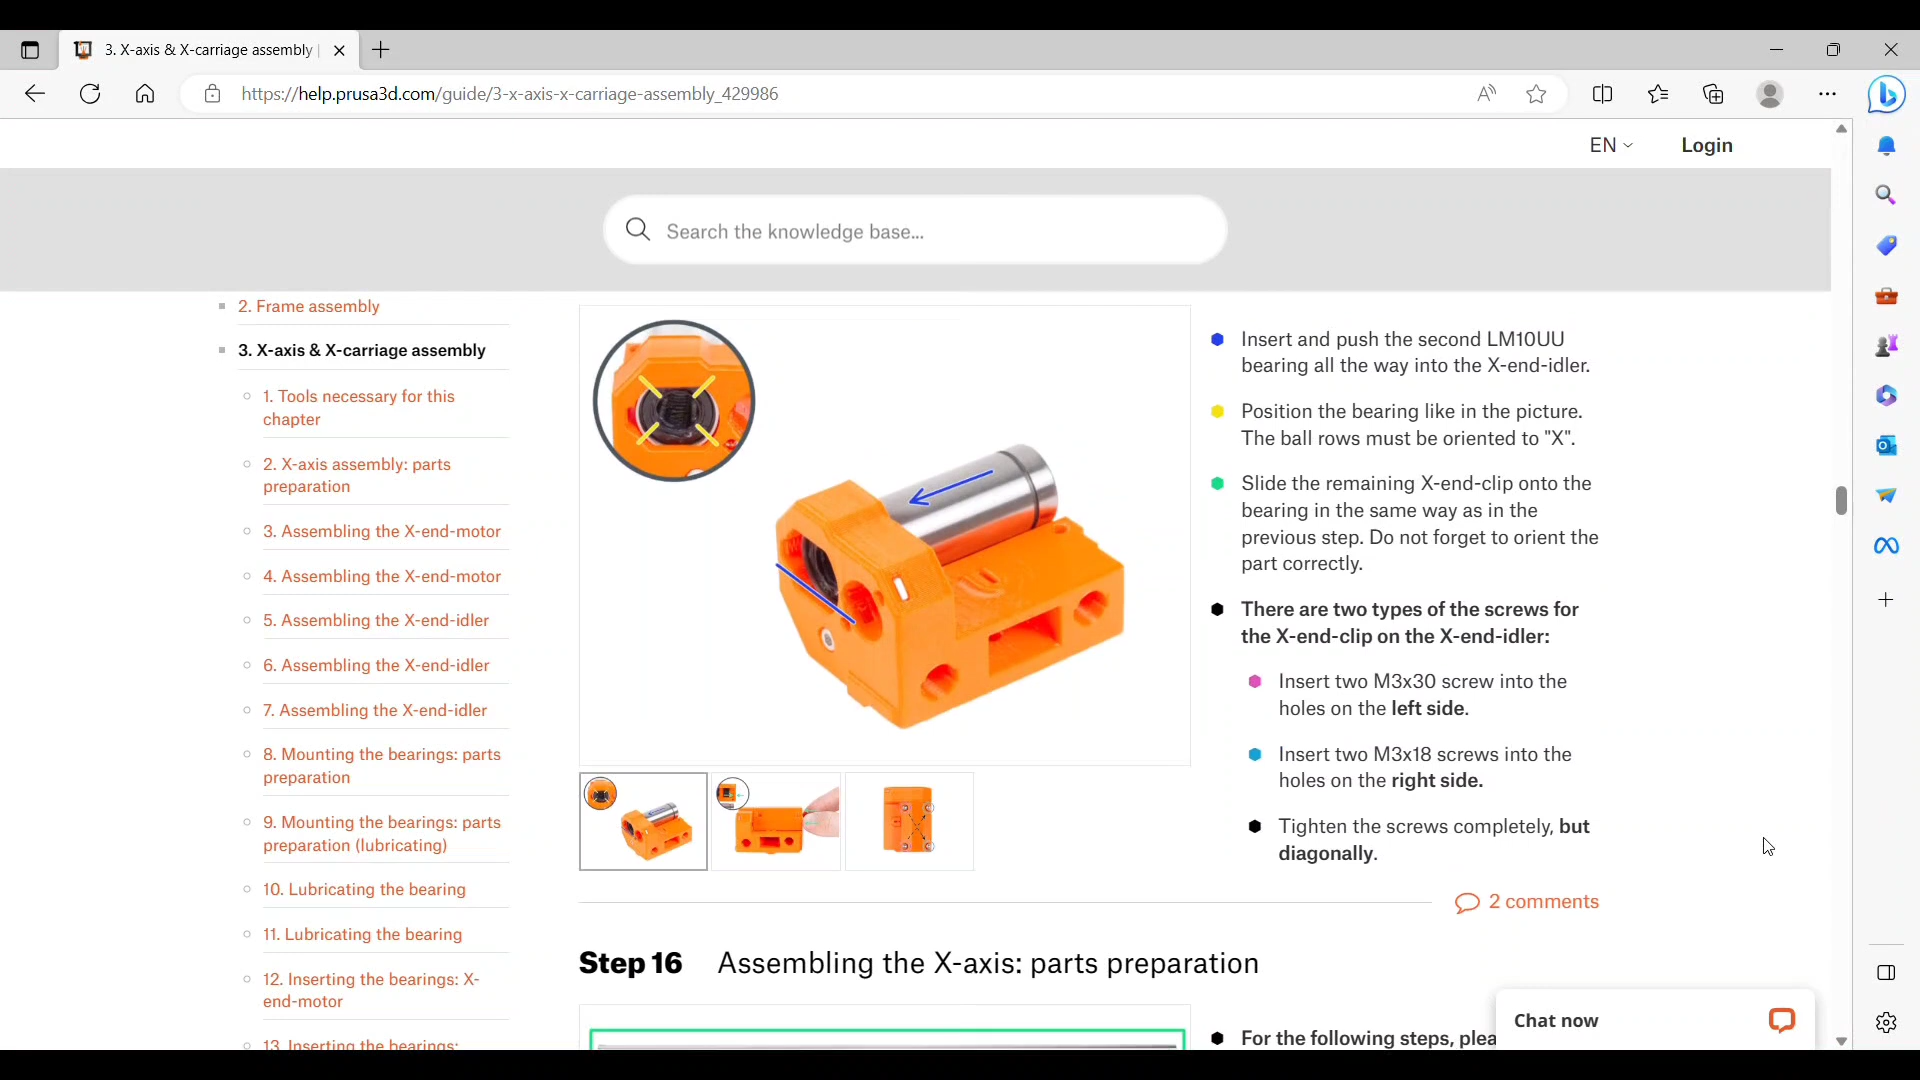 3. X-axis & X-carriage assembly |
https://help.prusa3d.com/guide/3-x-axis-x-carriage-assembly_429986
EN
Login
Search the knowledge base...
2. Frame assembly
3. X-axis & X-carriage assembly
1. Tools necessary for this
chapter
2. X-axis assembly: parts
preparation
3. Assembling the X-end-motor
4. Assembling the X-end-motor
5. Assembling the X-end-idler
6. Assembling the X-end-idler
7. Assembling the X-end-idler
8. Mounting the bearings: parts
preparation
9. Mounting the bearings: parts
preparation (lubricating)
10. Lubricating the bearing
11. Lubricating the bearing
12. Inserting the bearings: X-
end-motor
13. Inserting the bearings:
Insert and push the second LM10UU
bearing all the way into the X-end-idler.
Position the bearing like in the picture.
The ball rows must be oriented to "X".
Slide the remaining X-end-clip onto the
bearing in the same way as in the
previous step. Do not forget to orient the
part correctly.
There are two types of the screws for
the X-end-clip on the X-end-idler:
Insert two M3x30 screw into the
holes on the left side.
Insert two M3x18 screws into the
holes on the right side.
Tighten the screws completely, but
diagonally.
2 comments
Step 16 Assembling the X-axis: parts preparation
For the following steps, plea
Chat now